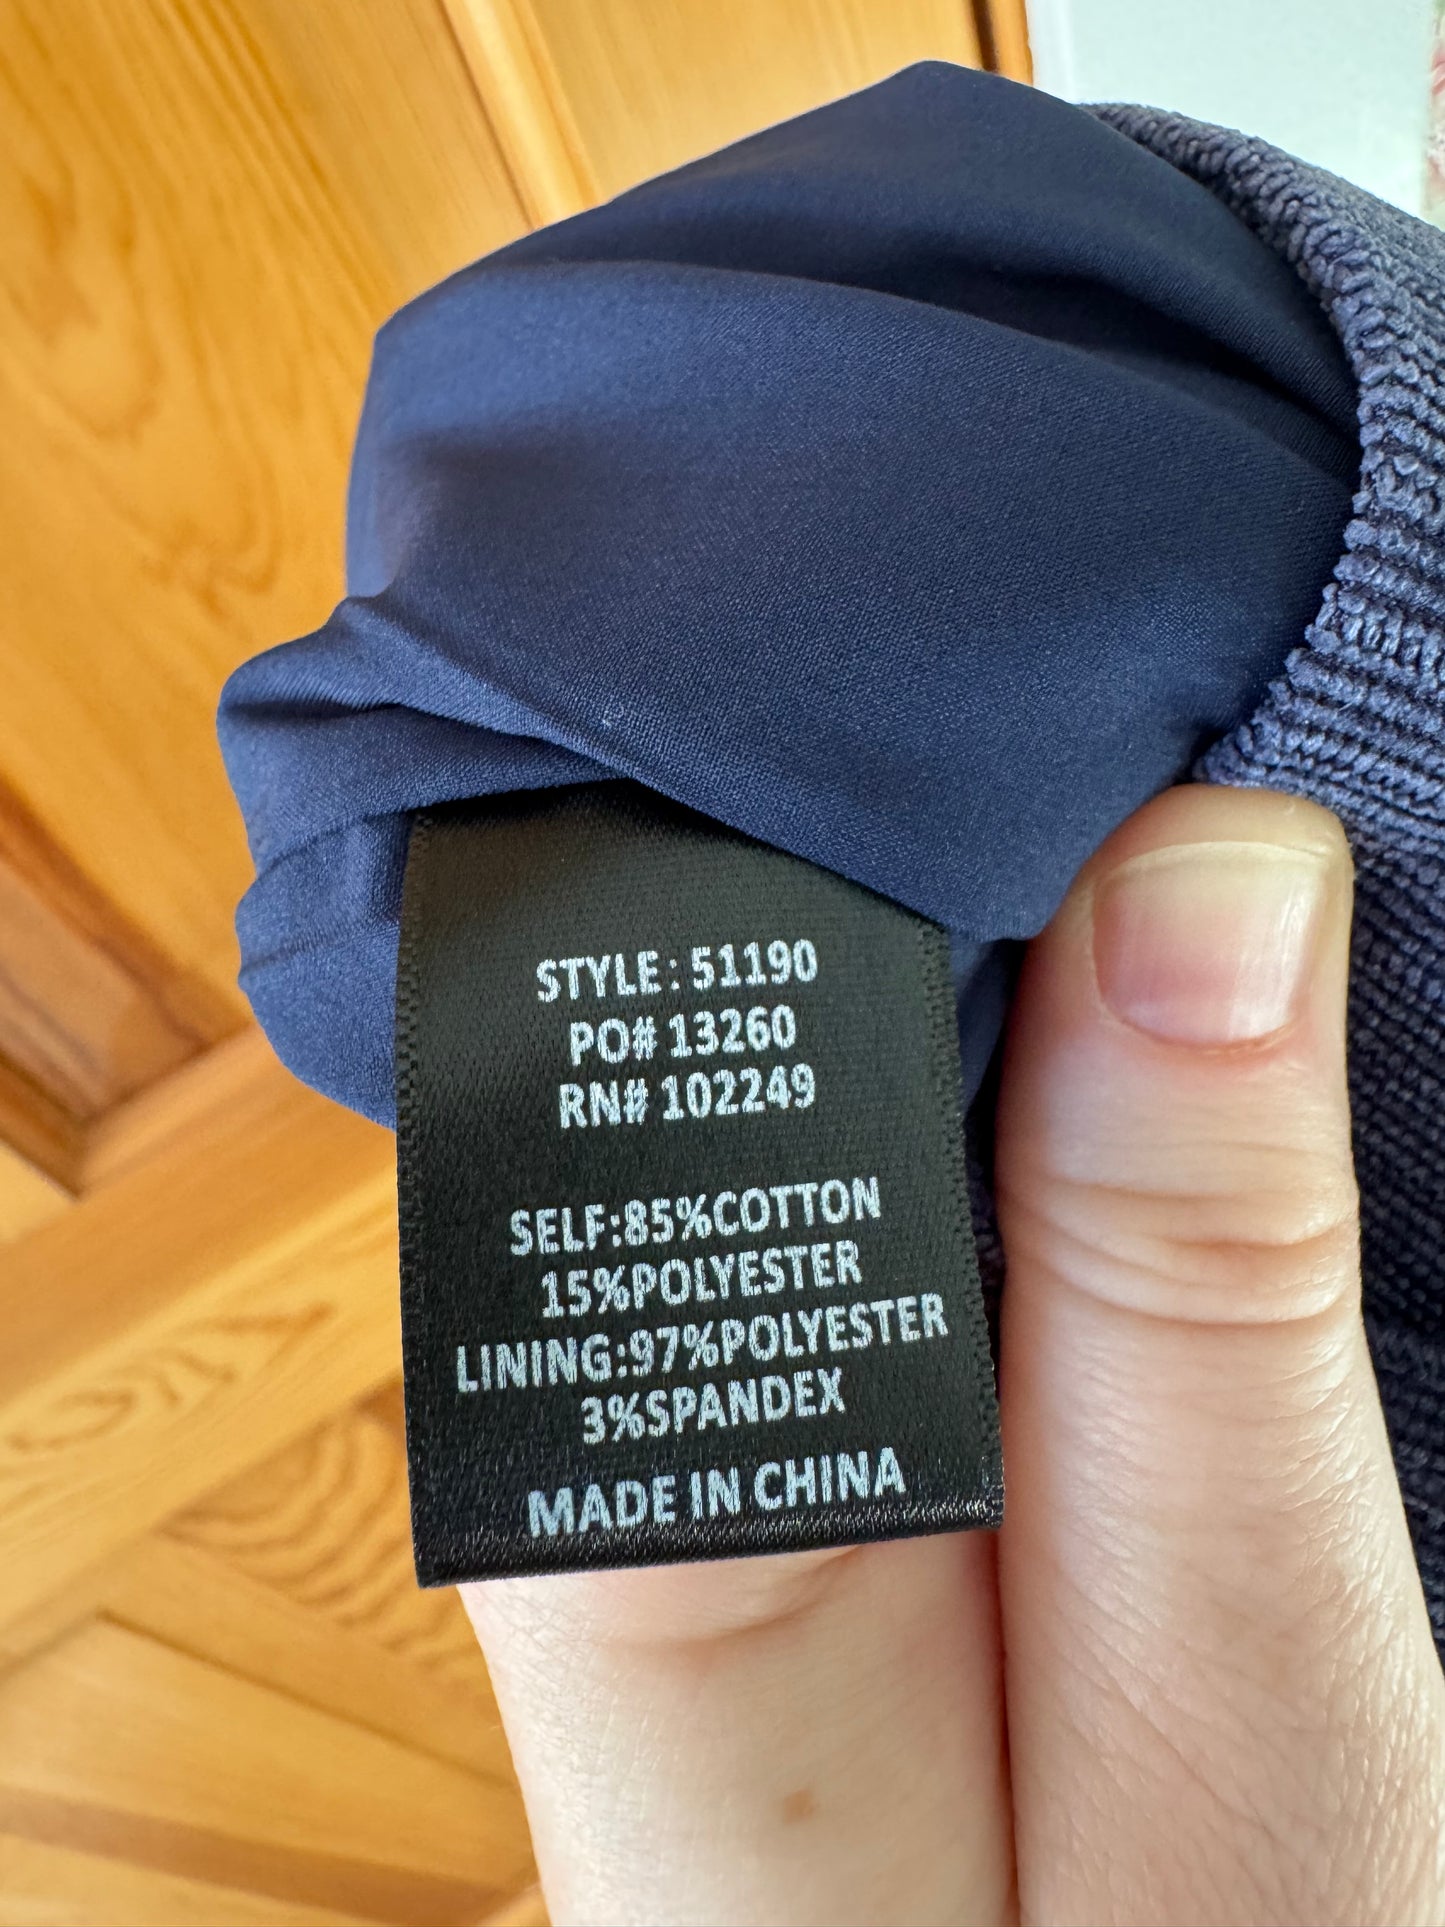 STYLE: 51190
PO# 13260
RN# 102249
SELF:85%COTTON
15%POLYESTER
LINING:97%POLYESTER
3%SPANDEX
MADE IN CHINA